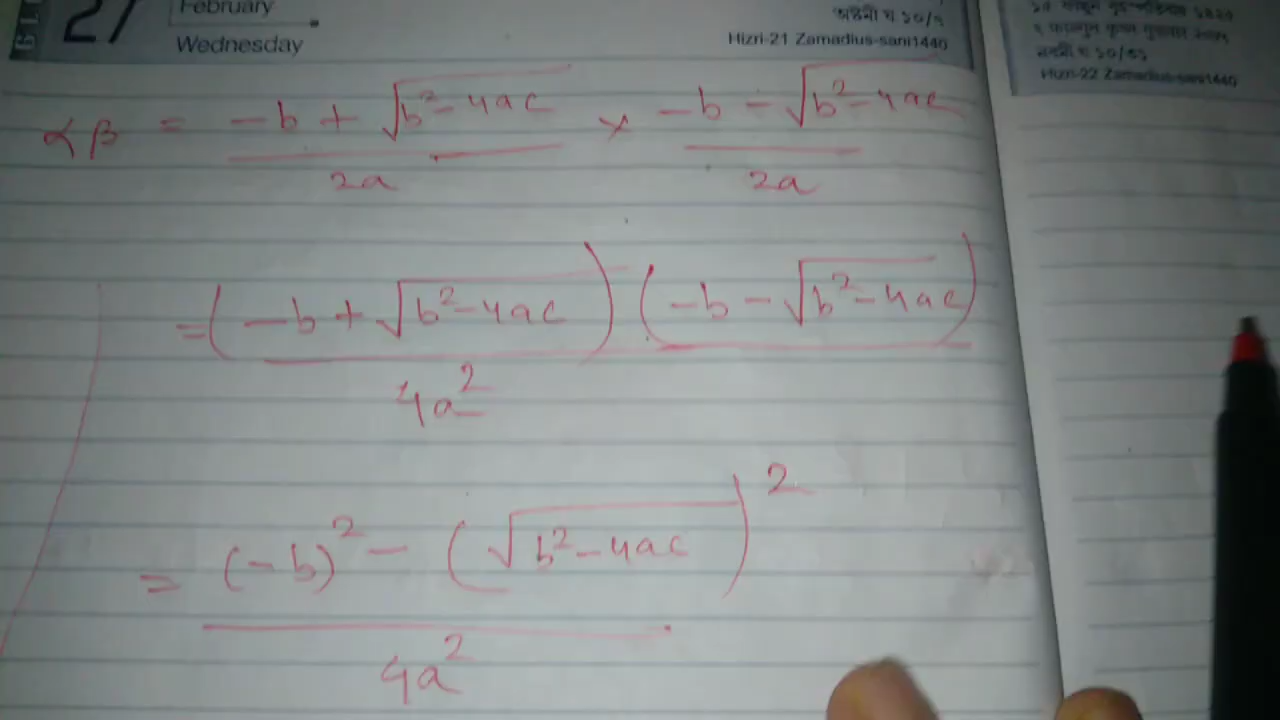 27 February
Wednesday
Hizri-21 Zamadius-sani1440
Hizri-22 Zamadius-sani1440
αβ = -b + √b²-4ac / 2a × -b - √b²-4ac / 2a
= (-b + √b²-4ac) (-b - √b²-4ac) / 4a²
= (-b)² - (√b²-4ac)² / 4a²